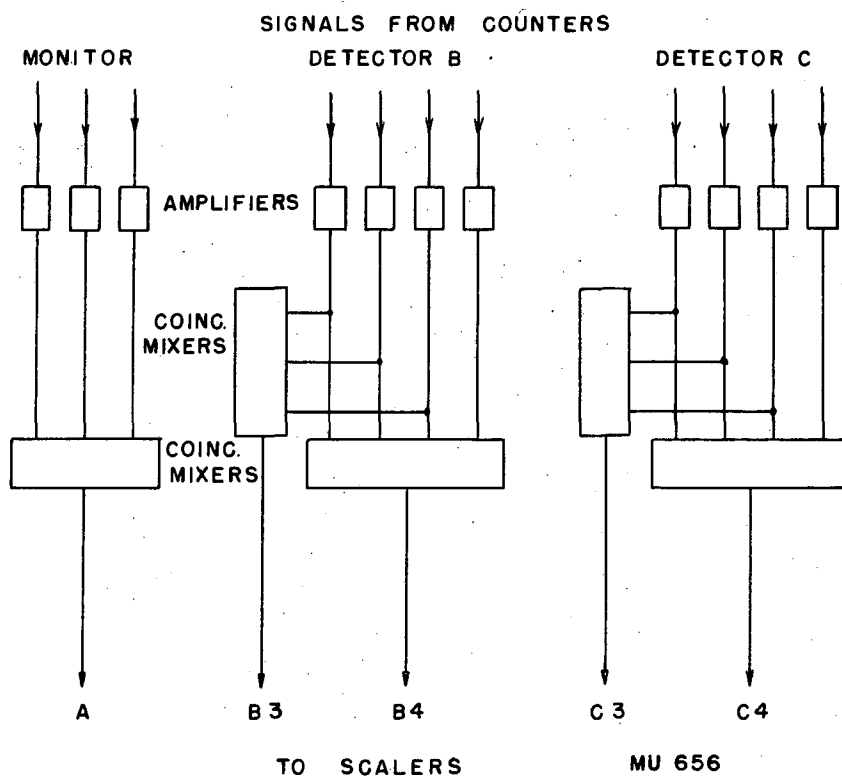 SIGNALS FROM COUNTERS
MONITOR
DETECTOR B
DETECTOR C
AMPLIFIERS
COINC.
MIXERS
COINC.
MIXERS
A
B3
B4
C3
C4
TO SCALERS
MU 656